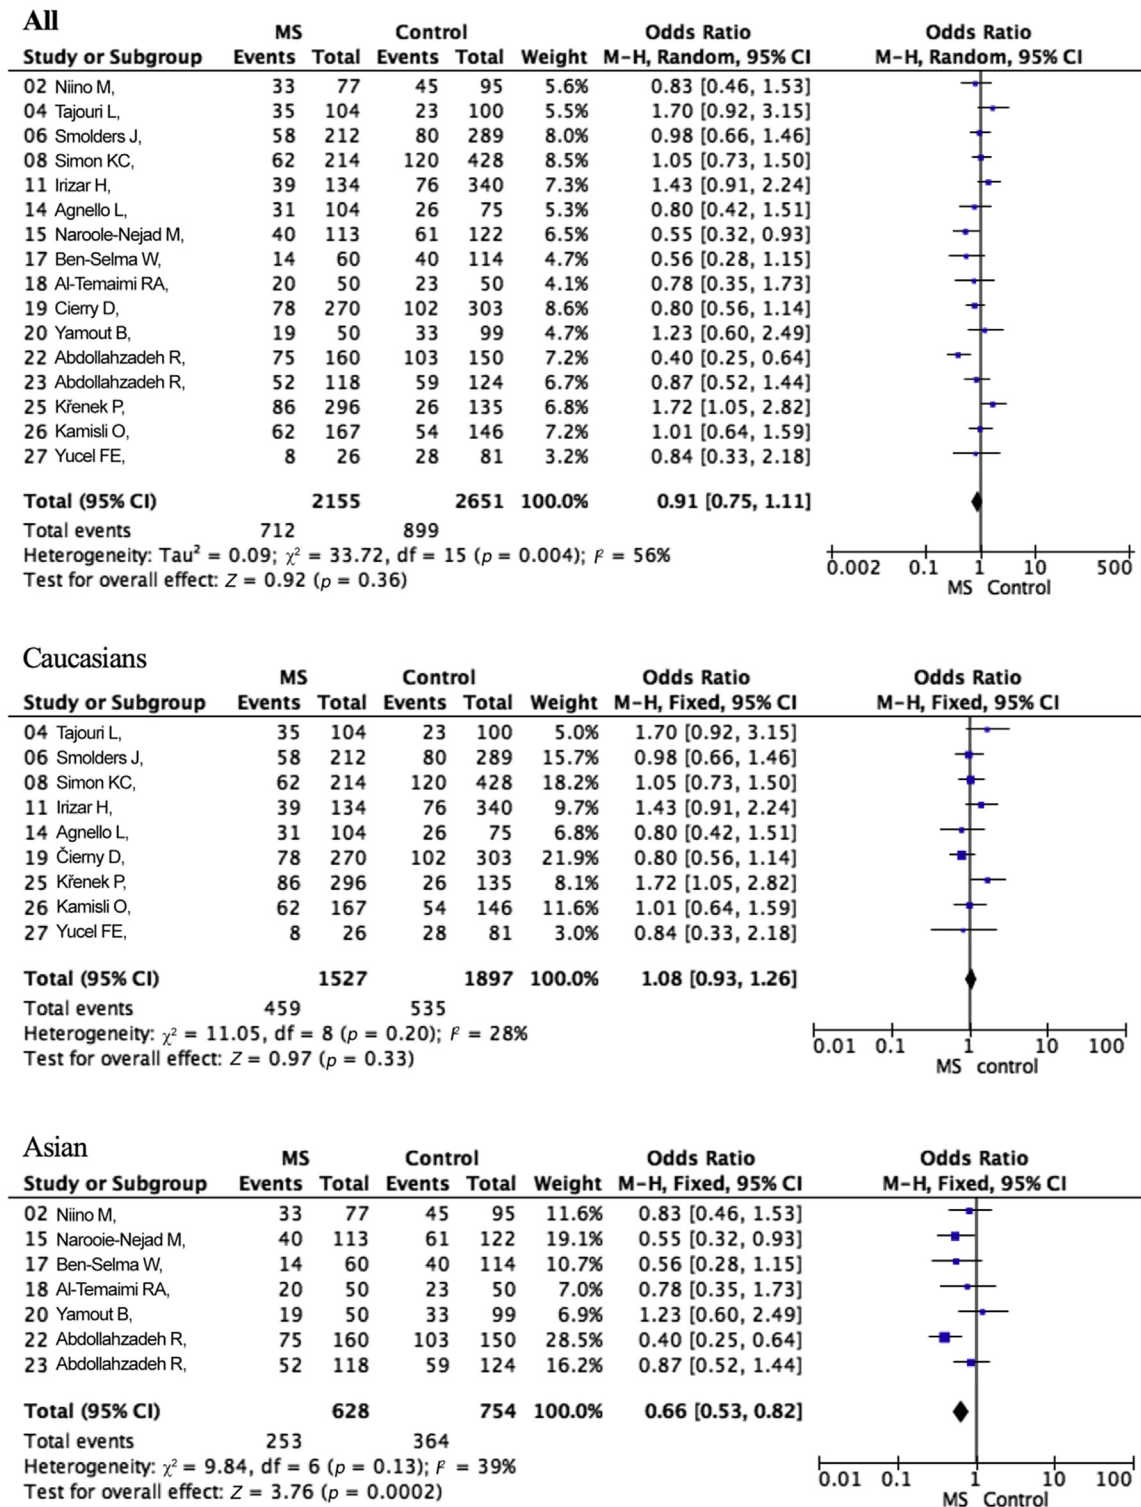 All
MS Control Odds Ratio Odds Ratio
Study or Subgroup Events Total Events Total Weight M-H, Random, 95% CI M-H, Random, 95% CI
02 Niino M, 33 77 45 95 5.6% 0.83 [0.46, 1.53]
04 Tajouri L, 35 104 23 100 5.5% 1.70 [0.92, 3.15]
06 Smolders J, 58 212 80 289 8.0% 0.98 [0.66, 1.46]
08 Simon KC, 62 214 120 428 8.5% 1.05 [0.73, 1.50]
11 Irizar H, 39 134 76 340 7.3% 1.43 [0.91, 2.24]
14 Agnello L, 31 104 26 75 5.3% 0.80 [0.42, 1.51]
15 Naroole-Nejad M, 40 113 61 122 6.5% 0.55 [0.32, 0.93]
17 Ben-Selma W, 14 60 40 114 4.7% 0.56 [0.28, 1.15]
18 Al-Temaimi RA, 20 50 23 50 4.1% 0.78 [0.35, 1.73]
19 Cierry D, 78 270 102 303 8.6% 0.80 [0.56, 1.14]
20 Yamout B, 19 50 33 99 4.7% 1.23 [0.60, 2.49]
22 Abdollahzadeh R, 75 160 103 150 7.2% 0.40 [0.25, 0.64]
23 Abdollahzadeh R, 52 118 59 124 6.7% 0.87 [0.52, 1.44]
25 Křenek P, 86 296 26 135 6.8% 1.72 [1.05, 2.82]
26 Kamisli O, 62 167 54 146 7.2% 1.01 [0.64, 1.59]
27 Yucel FE, 8 26 28 81 3.2% 0.84 [0.33, 2.18]
Total (95% CI) 2155 2651 100.0% 0.91 [0.75, 1.11]
Total events 712 899
Heterogeneity: Tau² = 0.09; χ² = 33.72, df = 15 (p = 0.004); I² = 56%
Test for overall effect: Z = 0.92 (p = 0.36)
0.002 0.1 1 10 500
MS Control
Caucasians
MS Control Odds Ratio Odds Ratio
Study or Subgroup Events Total Events Total Weight M-H, Fixed, 95% CI M-H, Fixed, 95% CI
04 Tajouri L, 35 104 23 100 5.0% 1.70 [0.92, 3.15]
06 Smolders J, 58 212 80 289 15.7% 0.98 [0.66, 1.46]
08 Simon KC, 62 214 120 428 18.2% 1.05 [0.73, 1.50]
11 Irizar H, 39 134 76 340 9.7% 1.43 [0.91, 2.24]
14 Agnello L, 31 104 26 75 6.8% 0.80 [0.42, 1.51]
19 Čierny D, 78 270 102 303 21.9% 0.80 [0.56, 1.14]
25 Křenek P, 86 296 26 135 8.1% 1.72 [1.05, 2.82]
26 Kamisli O, 62 167 54 146 11.6% 1.01 [0.64, 1.59]
27 Yucel FE, 8 26 28 81 3.0% 0.84 [0.33, 2.18]
Total (95% CI) 1527 1897 100.0% 1.08 [0.93, 1.26]
Total events 459 535
Heterogeneity: χ² = 11.05, df = 8 (p = 0.20); I² = 28%
Test for overall effect: Z = 0.97 (p = 0.33)
0.01 0.1 1 10 100
MS control
Asian
MS Control Odds Ratio Odds Ratio
Study or Subgroup Events Total Events Total Weight M-H, Fixed, 95% CI M-H, Fixed, 95% CI
02 Niino M, 33 77 45 95 11.6% 0.83 [0.46, 1.53]
15 Narooie-Nejad M, 40 113 61 122 19.1% 0.55 [0.32, 0.93]
17 Ben-Selma W, 14 60 40 114 10.7% 0.56 [0.28, 1.15]
18 Al-Temaimi RA, 20 50 23 50 7.0% 0.78 [0.35, 1.73]
20 Yamout B, 19 50 33 99 6.9% 1.23 [0.60, 2.49]
22 Abdollahzadeh R, 75 160 103 150 28.5% 0.40 [0.25, 0.64]
23 Abdollahzadeh R, 52 118 59 124 16.2% 0.87 [0.52, 1.44]
Total (95% CI) 628 754 100.0% 0.66 [0.53, 0.82]
Total events 253 364
Heterogeneity: χ² = 9.84, df = 6 (p = 0.13); I² = 39%
Test for overall effect: Z = 3.76 (p = 0.0002)
0.01 0.1 1 10 100
MS Control